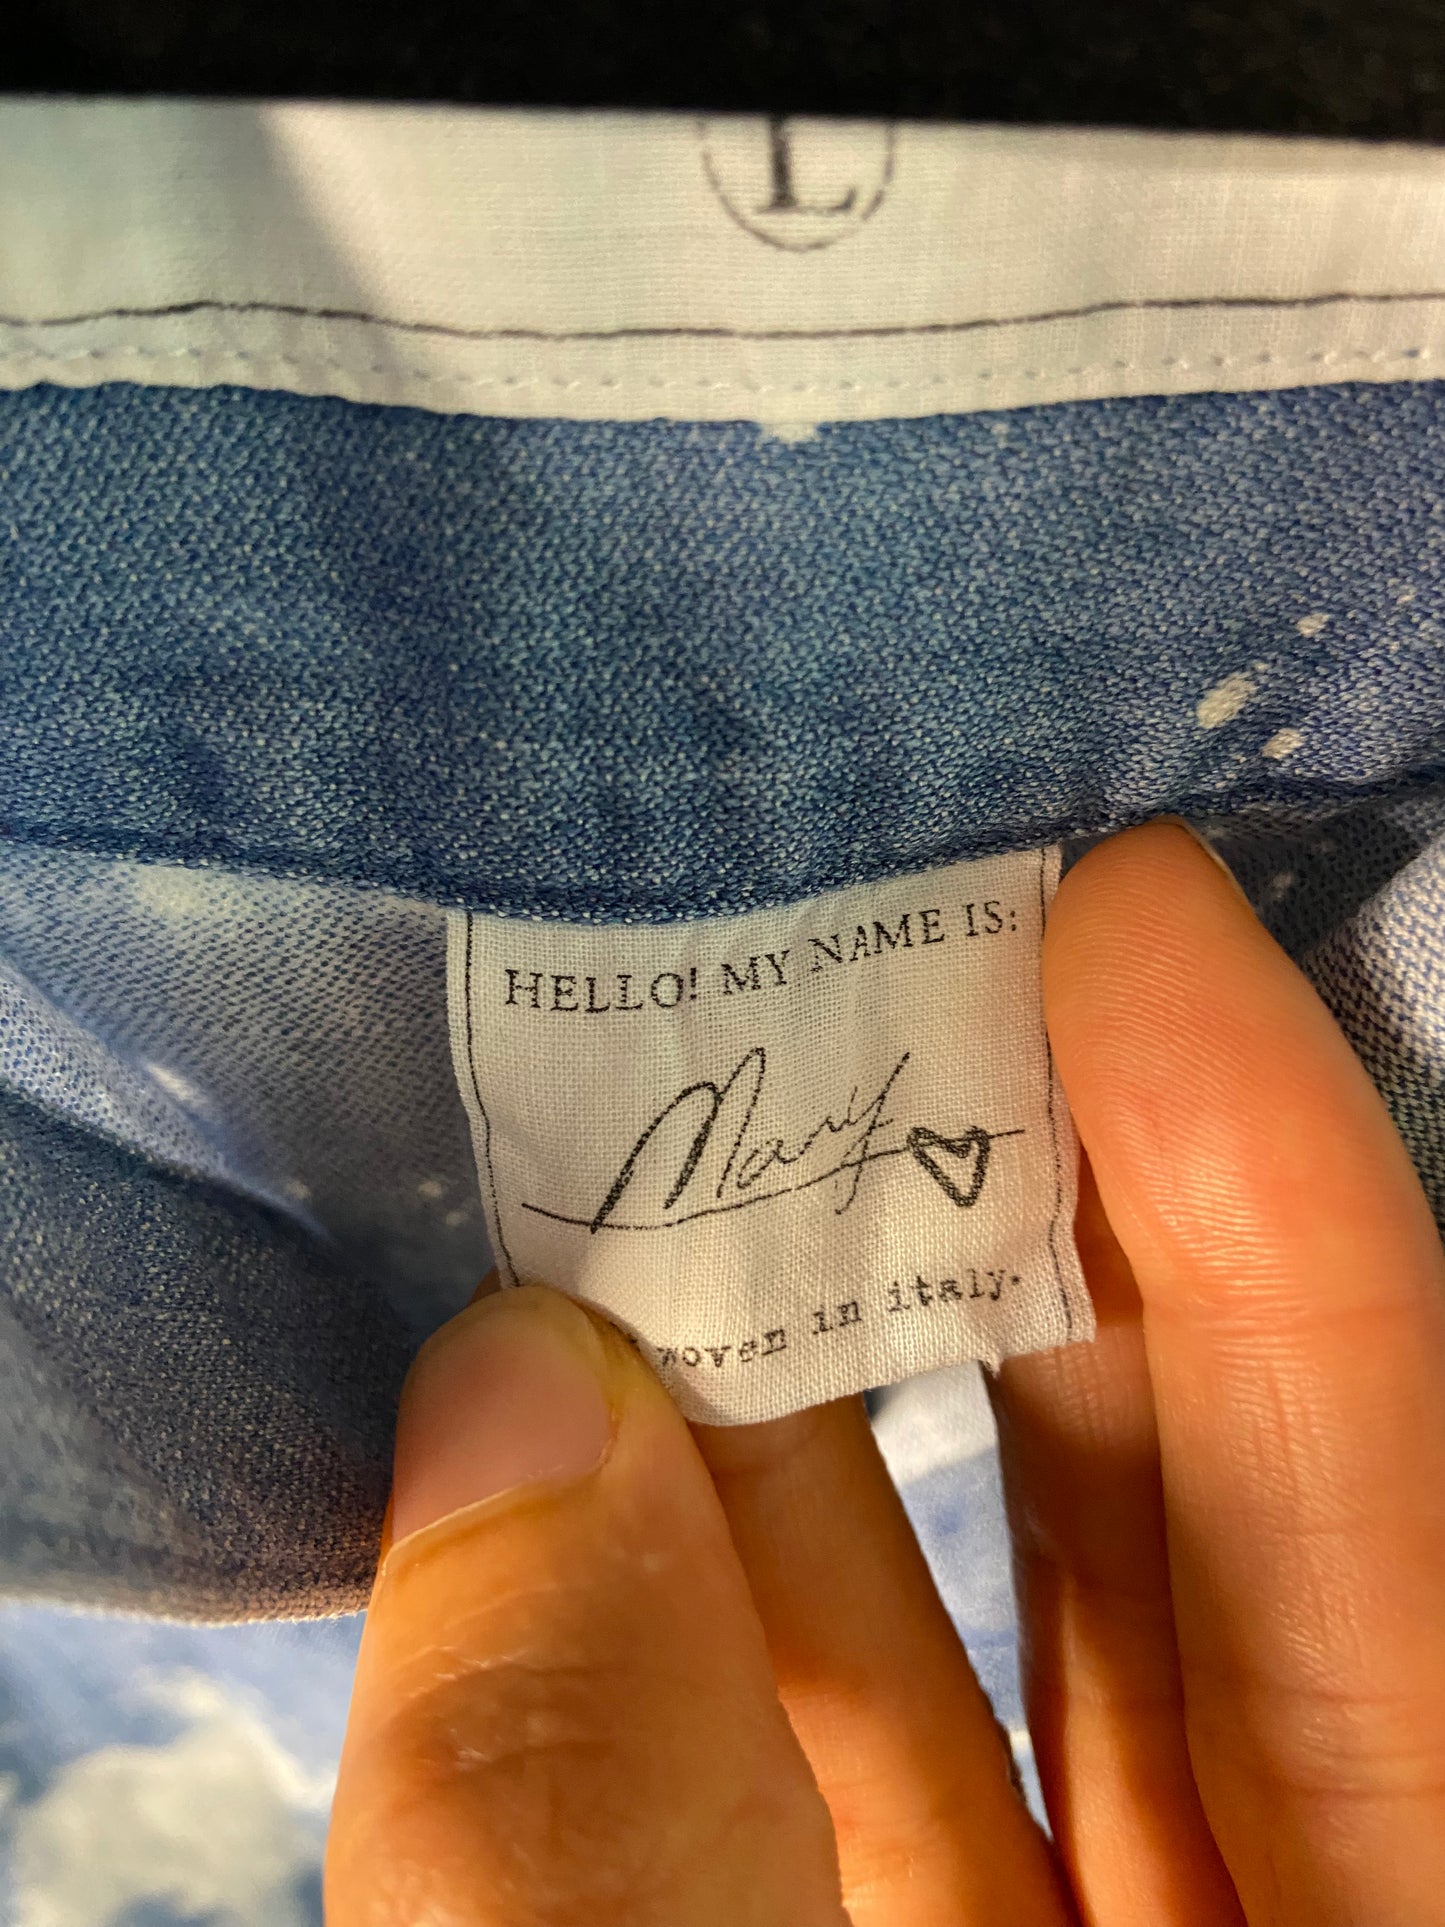 L
HELLO! MY NAME IS:
Mary
woven in italy.